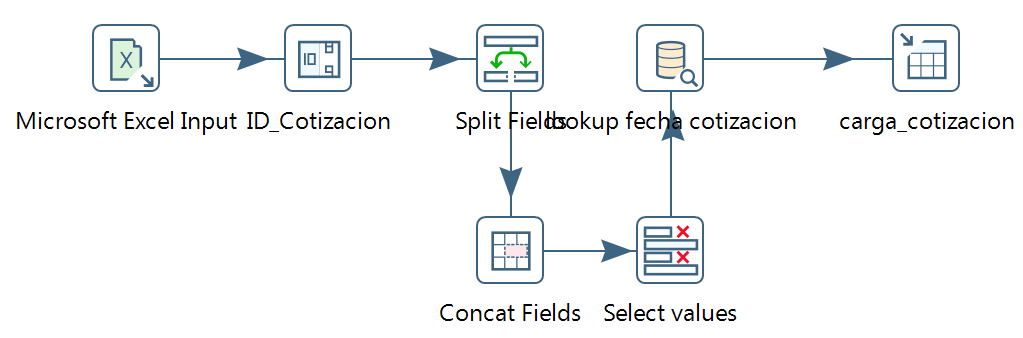 Microsoft Excel Input
ID_Cotizacion
Split Fields
lookup fecha cotizacion
carga_cotizacion
Concat Fields
Select values